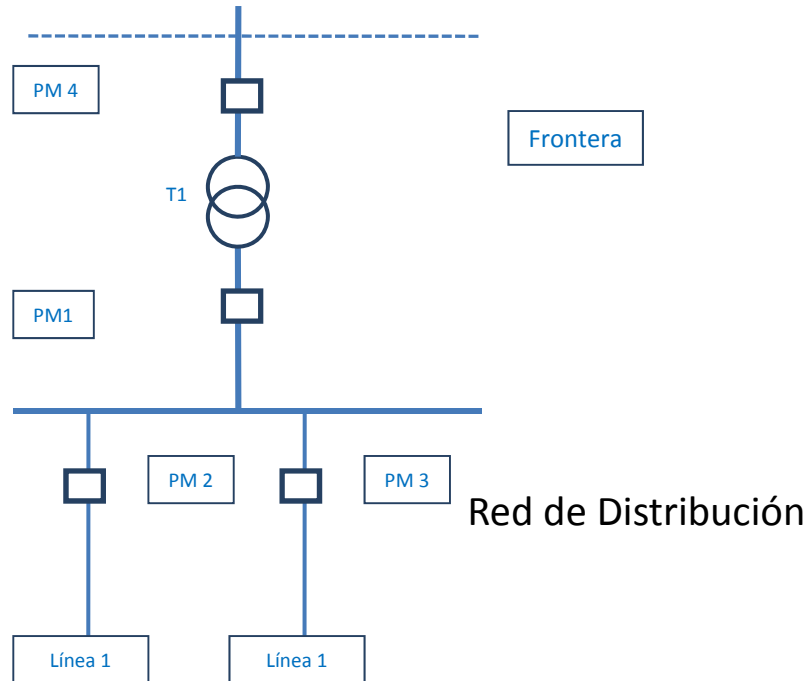 PM 4
Frontera
T1
PM1
PM 2
PM 3
Red de Distribución
Línea 1
Línea 1